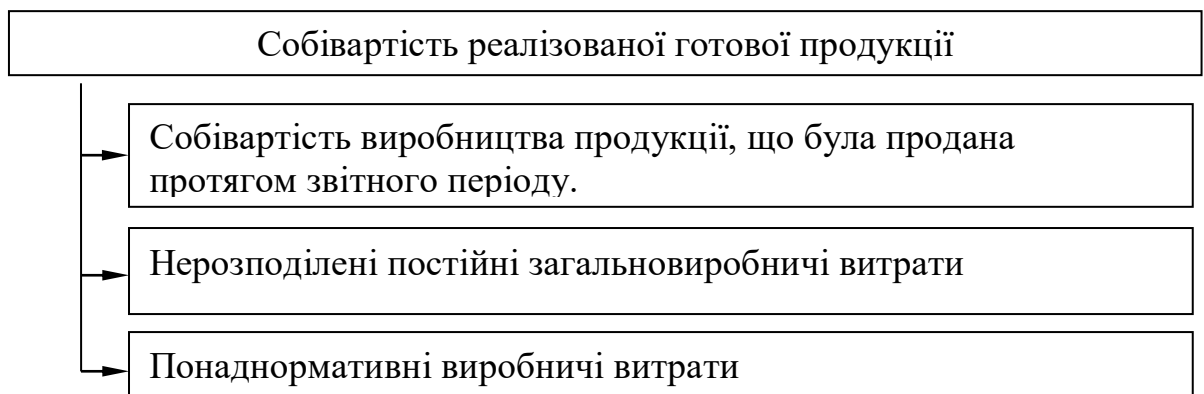 Собівартість реалізованої готової продукції
Собівартість виробництва продукції, що була продана
протягом звітного періоду.
Нерозподілені постійні загальновиробничі витрати
Понаднормативні виробничі витрати